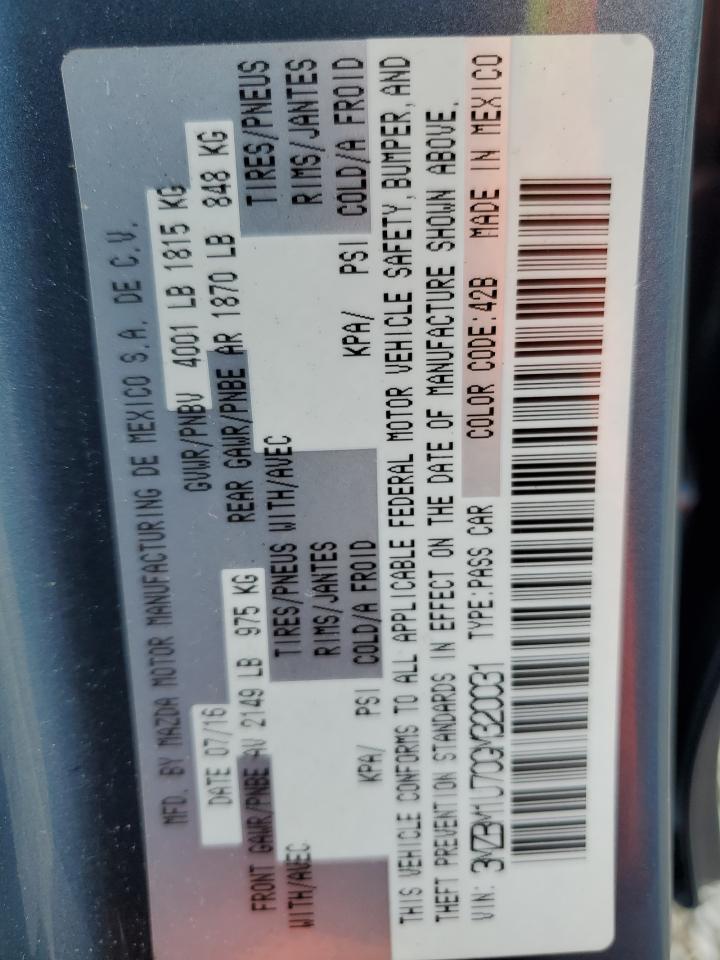 MFD. BY MAZDA MOTOR MANUFACTURING DE MEXICO S.A. DE C.V.
DATE 07/16 GVWR/PNBV 4001 LB 1815 KG
FRONT GAWR/PNBE AV 2149 LB 975 KG REAR GAWR/PNBE AR 1870 LB 848 KG
WITH/AVEC TIRES/PNEUS WITH/AVEC TIRES/PNEUS
RIMS/JANTES RIMS/JANTES
KPA/ PSI COLD/A FROID KPA/ PSI COLD/A FROID
THIS VEHICLE CONFORMS TO ALL APPLICABLE FEDERAL MOTOR VEHICLE SAFETY, BUMPER, AND
THEFT PREVENTION STANDARDS IN EFFECT ON THE DATE OF MANUFACTURE SHOWN ABOVE.
VIN: 3MZBM1U70GM320031 TYPE:PASS CAR COLOR CODE:42B MADE IN MEXICO